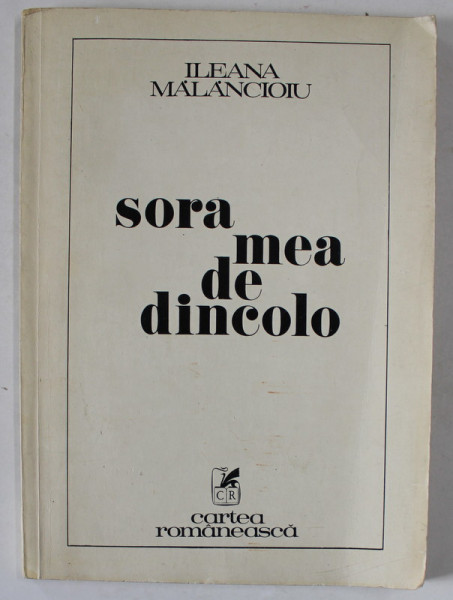 ILEANA
MĂLĂNCIOIU
sora
mea
de
dincolo
CR
cartea
românească